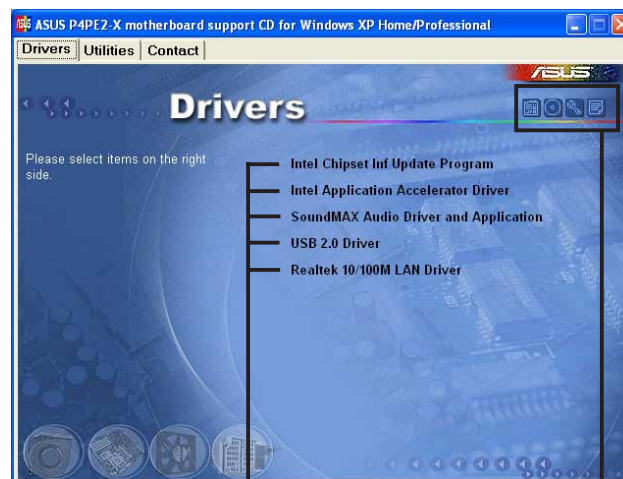 ASUS P4PE2-X motherboard support CD for Windows XP Home/Professional
Drivers Utilities Contact
ASUS
Drivers
Please select items on the right
side.
Intel Chipset Inf Update Program
Intel Application Accelerator Driver
SoundMAX Audio Driver and Application
USB 2.0 Driver
Realtek 10/100M LAN Driver